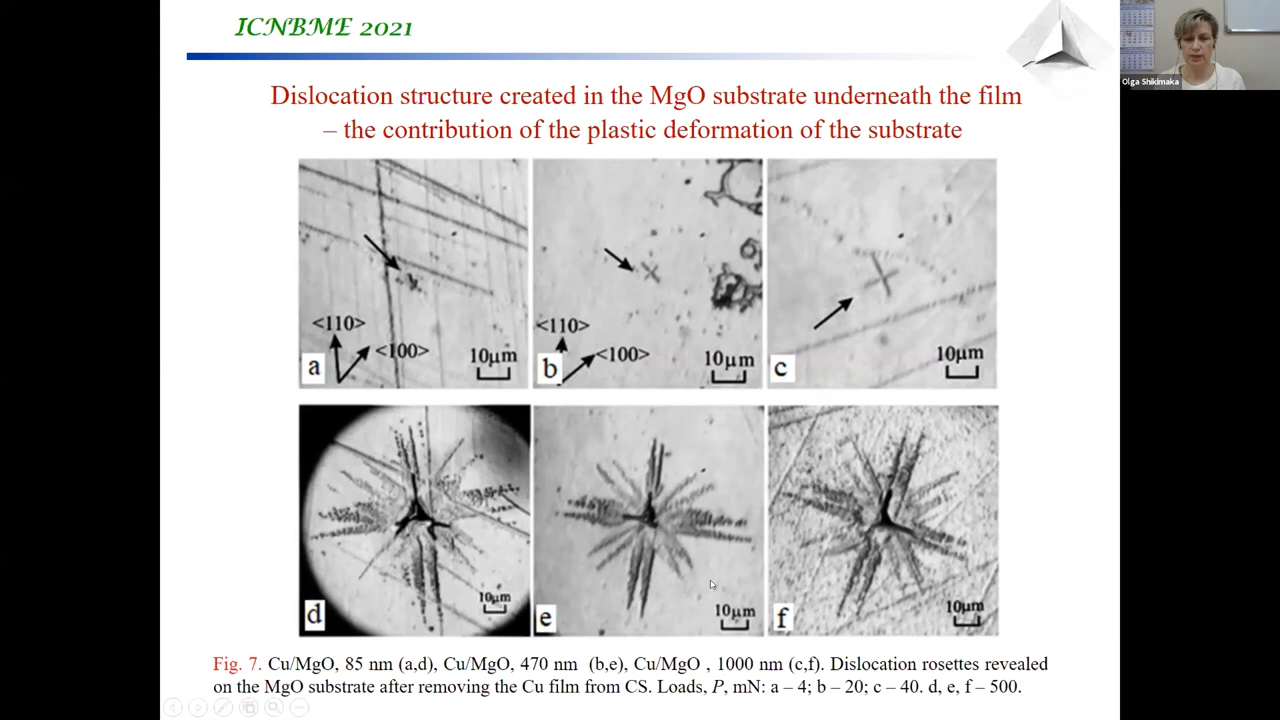 ICNBME 2021
Olga Shikimaka
Dislocation structure created in the MgO substrate underneath the film
– the contribution of the plastic deformation of the substrate
<110>
<100>
10μm
a
<110>
<100>
10μm
b
10μm
c
10μm
d
10μm
e
10μm
f
Fig. 7. Cu/MgO, 85 nm (a,d), Cu/MgO, 470 nm (b,e), Cu/MgO , 1000 nm (c,f). Dislocation rosettes revealed
on the MgO substrate after removing the Cu film from CS. Loads, P, mN: a – 4; b – 20; c – 40. d, e, f – 500.